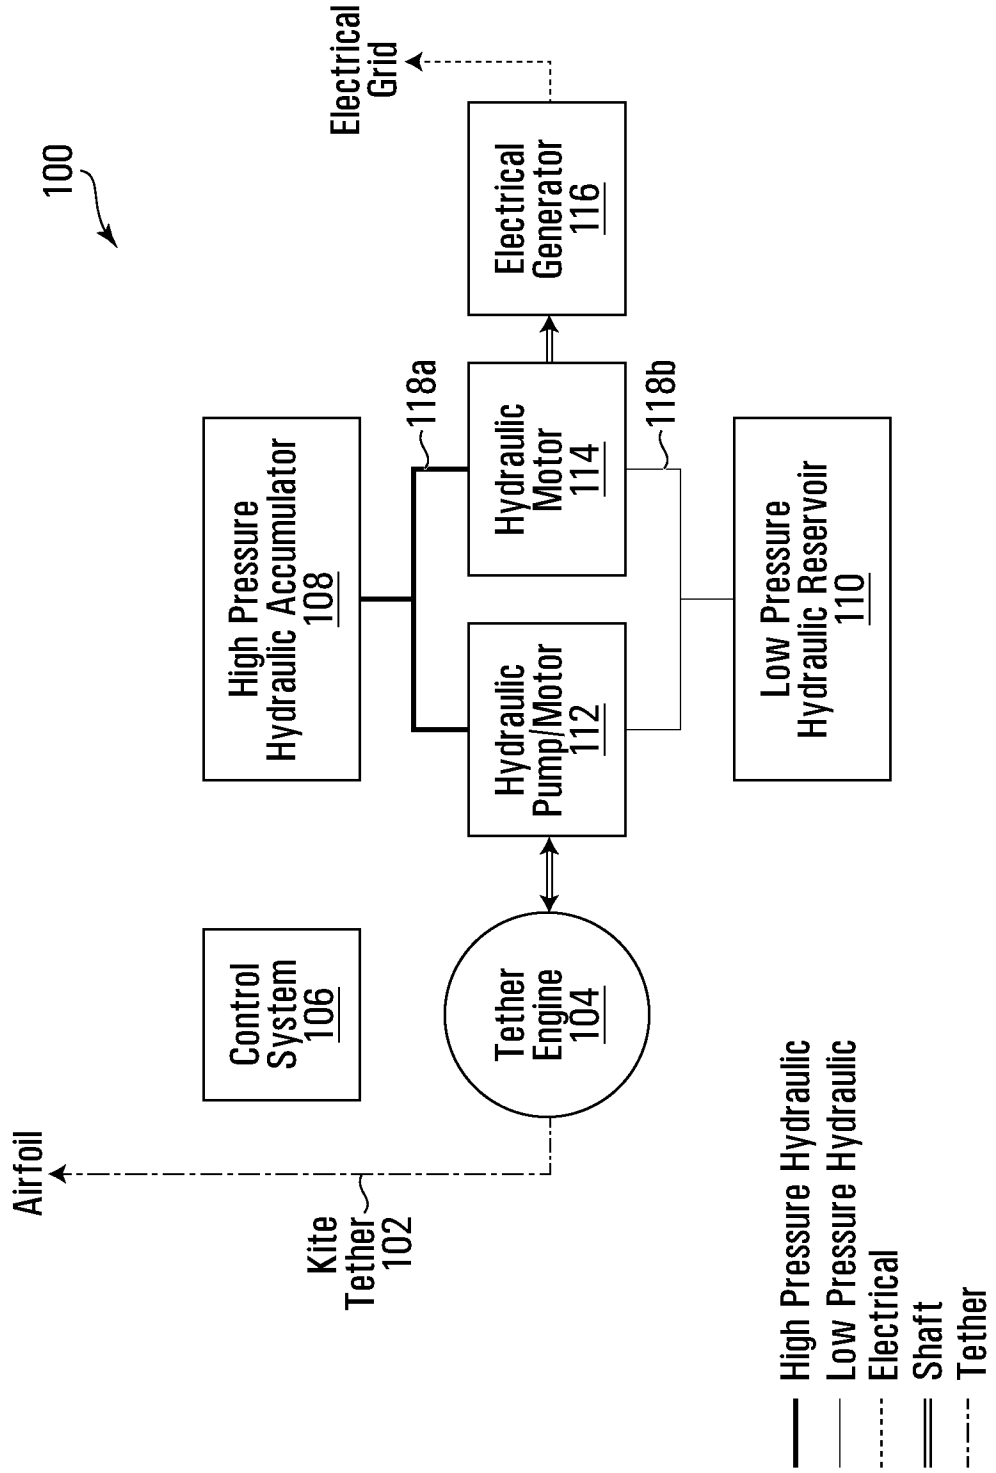 100
Airfoil
Kite
Tether
102
Control
System
106
High Pressure
Hydraulic Accumulator
108
Electrical
Grid
118a
Tether
Engine
104
Hydraulic
Pump/Motor
112
Hydraulic
Motor
114
Electrical
Generator
116
118b
Low Pressure
Hydraulic Reservoir
110
High Pressure Hydraulic
Low Pressure Hydraulic
Electrical
Shaft
Tether